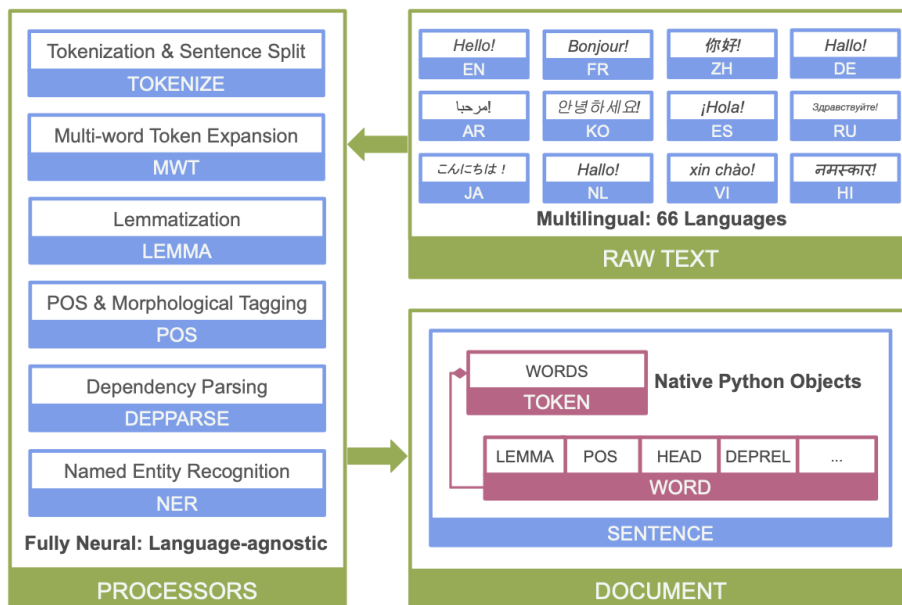 Tokenization & Sentence Split
TOKENIZE
Multi-word Token Expansion
MWT
Lemmatization
LEMMA
POS & Morphological Tagging
POS
Dependency Parsing
DEPPARSE
Named Entity Recognition
NER
Fully Neural: Language-agnostic
PROCESSORS
Hello!
EN
Bonjour!
FR
你好!
ZH
Hallo!
DE
مرحبا!
AR
안녕하세요!
KO
¡Hola!
ES
Здравствуйте!
RU
こんにちは！
JA
Hallo!
NL
xin chào!
VI
नमस्कार!
HI
Multilingual: 66 Languages
RAW TEXT
WORDS
TOKEN
Native Python Objects
LEMMA POS HEAD DEPREL ...
WORD
SENTENCE
DOCUMENT